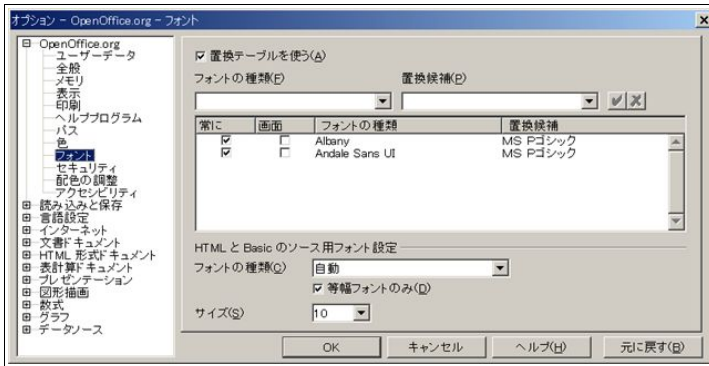 オプション - OpenOffice.org - フォント
OpenOffice.org
ユーザーデータ
全般
メモリ
表示
印刷
ヘルププログラム
パス
色
フォント
セキュリティ
配色の調整
アクセシビリティ
読み込みと保存
言語設定
インターネット
文書ドキュメント
HTML 形式ドキュメント
表計算ドキュメント
プレゼンテーション
図形描画
数式
グラフ
データソース
置換テーブルを使う(A)
フォントの種類(F) 置換候補(P)
常に 画面 フォントの種類 置換候補
Albany MS Pゴシック
Andale Sans UI MS Pゴシック
HTML と Basic のソース用フォント設定
フォントの種類(C) 自動
等幅フォントのみ(D)
サイズ(S) 10
OK キャンセル ヘルプ(H) 元に戻す(B)